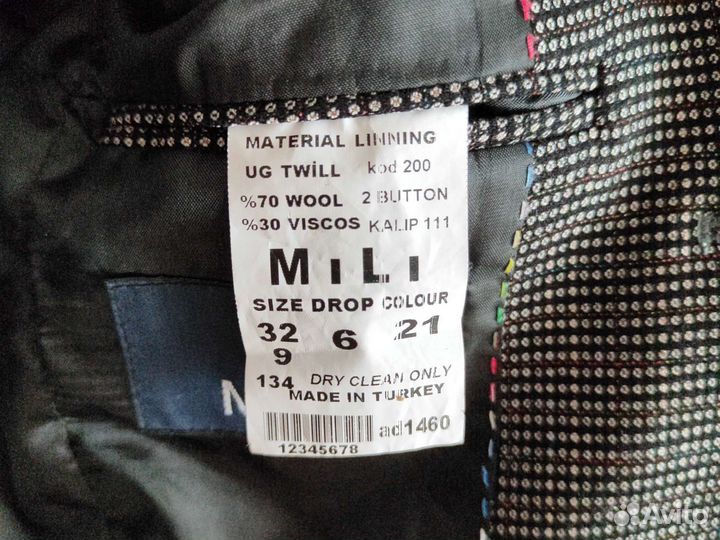 MATERIAL LINNING
UG TWİLL kod 200
%70 WOOL 2 BUTTON
%30 VISCOS KALIP 111
MiLi
SIZE DROP COLOUR
32 6 21
9
134 DRY CLEAN ONLY
MADE IN TURKEY
ad1460
12345678
M
Avito